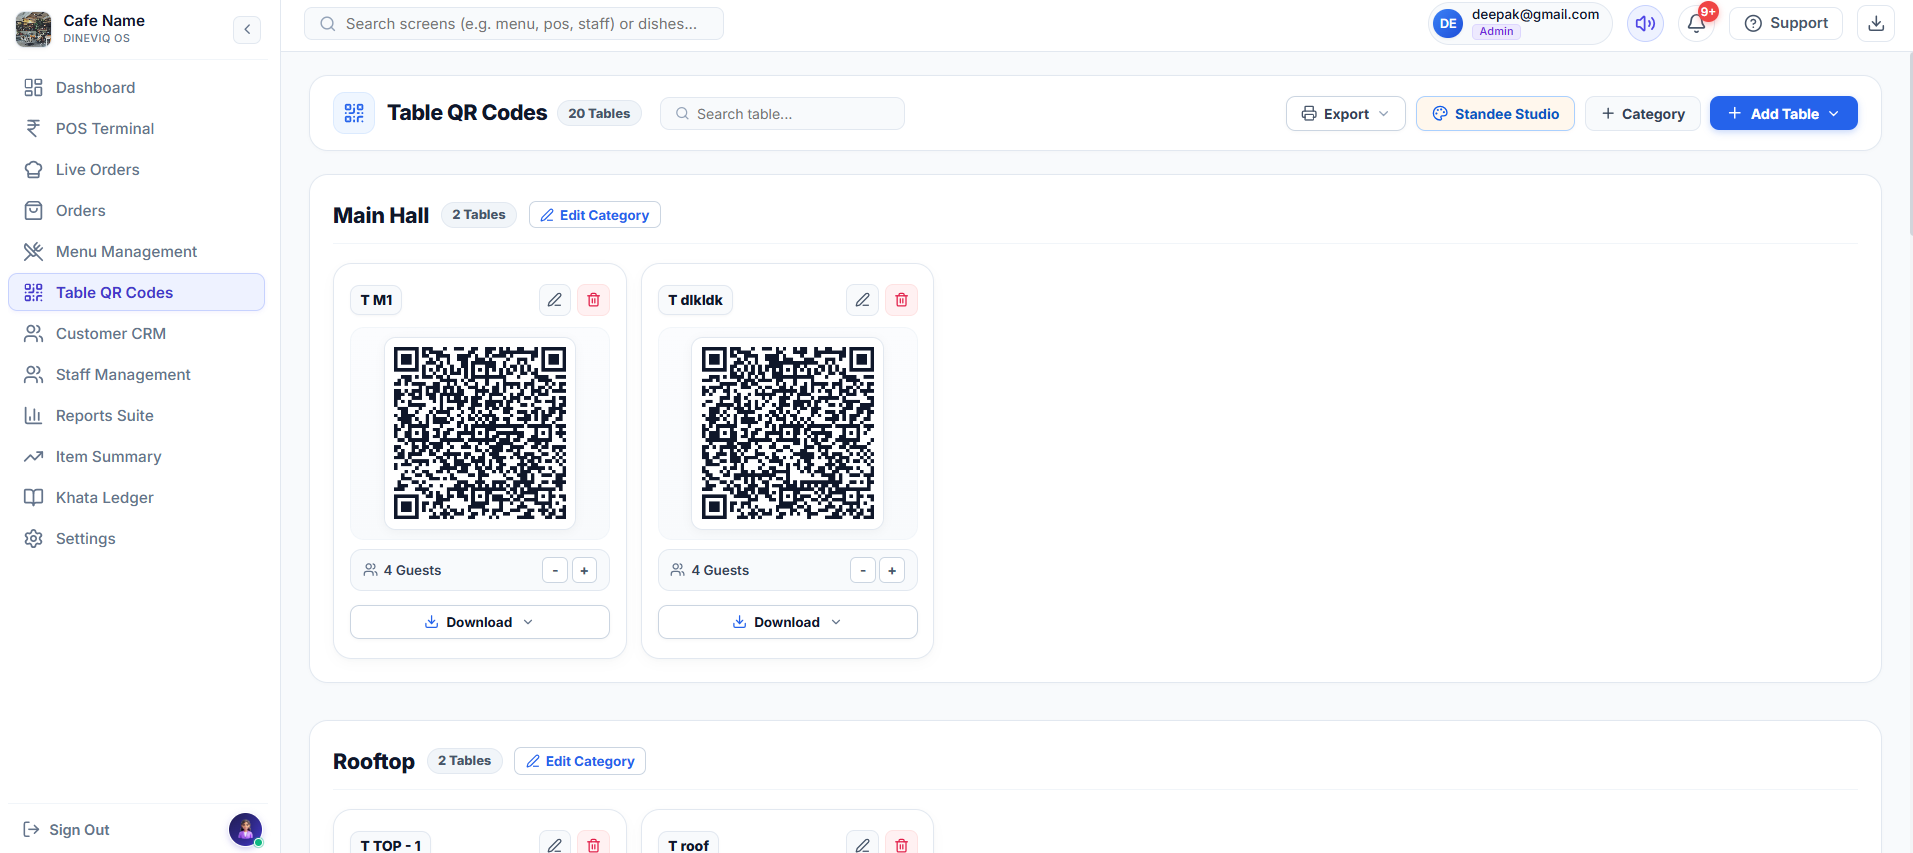 Cafe Name
DINEVIQ OS
Dashboard
POS Terminal
Live Orders
Orders
Menu Management
Table QR Codes
Customer CRM
Staff Management
Reports Suite
Item Summary
Khata Ledger
Settings
Sign Out
Search screens (e.g. menu, pos, staff) or dishes...
DE
deepak@gmail.com
Admin
9+
Support
Table QR Codes
20 Tables
Search table...
Export
Standee Studio
+ Category
+ Add Table
Main Hall
2 Tables
Edit Category
T M1
4 Guests
- +
Download
T dlkldk
4 Guests
- +
Download
Rooftop
2 Tables
Edit Category
T TOP - 1
T roof